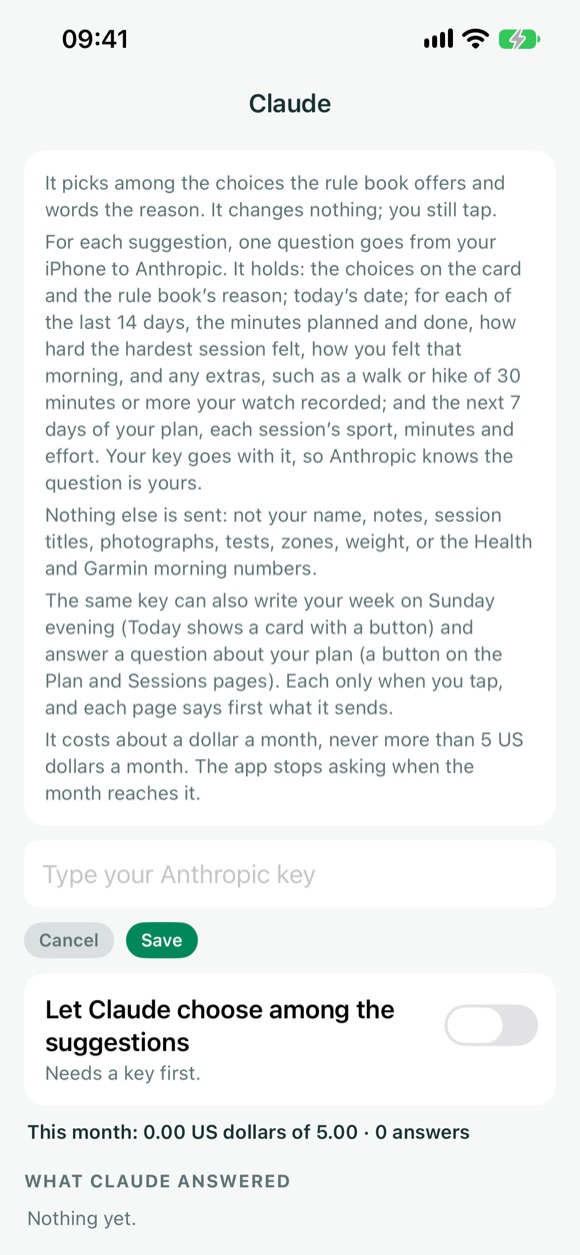 09:41
Claude
It picks among the choices the rule book offers and
words the reason. It changes nothing; you still tap.
For each suggestion, one question goes from your
iPhone to Anthropic. It holds: the choices on the card
and the rule book’s reason; today’s date; for each of
the last 14 days, the minutes planned and done, how
hard the hardest session felt, how you felt that
morning, and any extras, such as a walk or hike of 30
minutes or more your watch recorded; and the next 7
days of your plan, each session’s sport, minutes and
effort. Your key goes with it, so Anthropic knows the
question is yours.
Nothing else is sent: not your name, notes, session
titles, photographs, tests, zones, weight, or the Health
and Garmin morning numbers.
The same key can also write your week on Sunday
evening (Today shows a card with a button) and
answer a question about your plan (a button on the
Plan and Sessions pages). Each only when you tap,
and each page says first what it sends.
It costs about a dollar a month, never more than 5 US
dollars a month. The app stops asking when the
month reaches it.
Type your Anthropic key
Cancel Save
Let Claude choose among the
suggestions
Needs a key first.
This month: 0.00 US dollars of 5.00 · 0 answers
WHAT CLAUDE ANSWERED
Nothing yet.